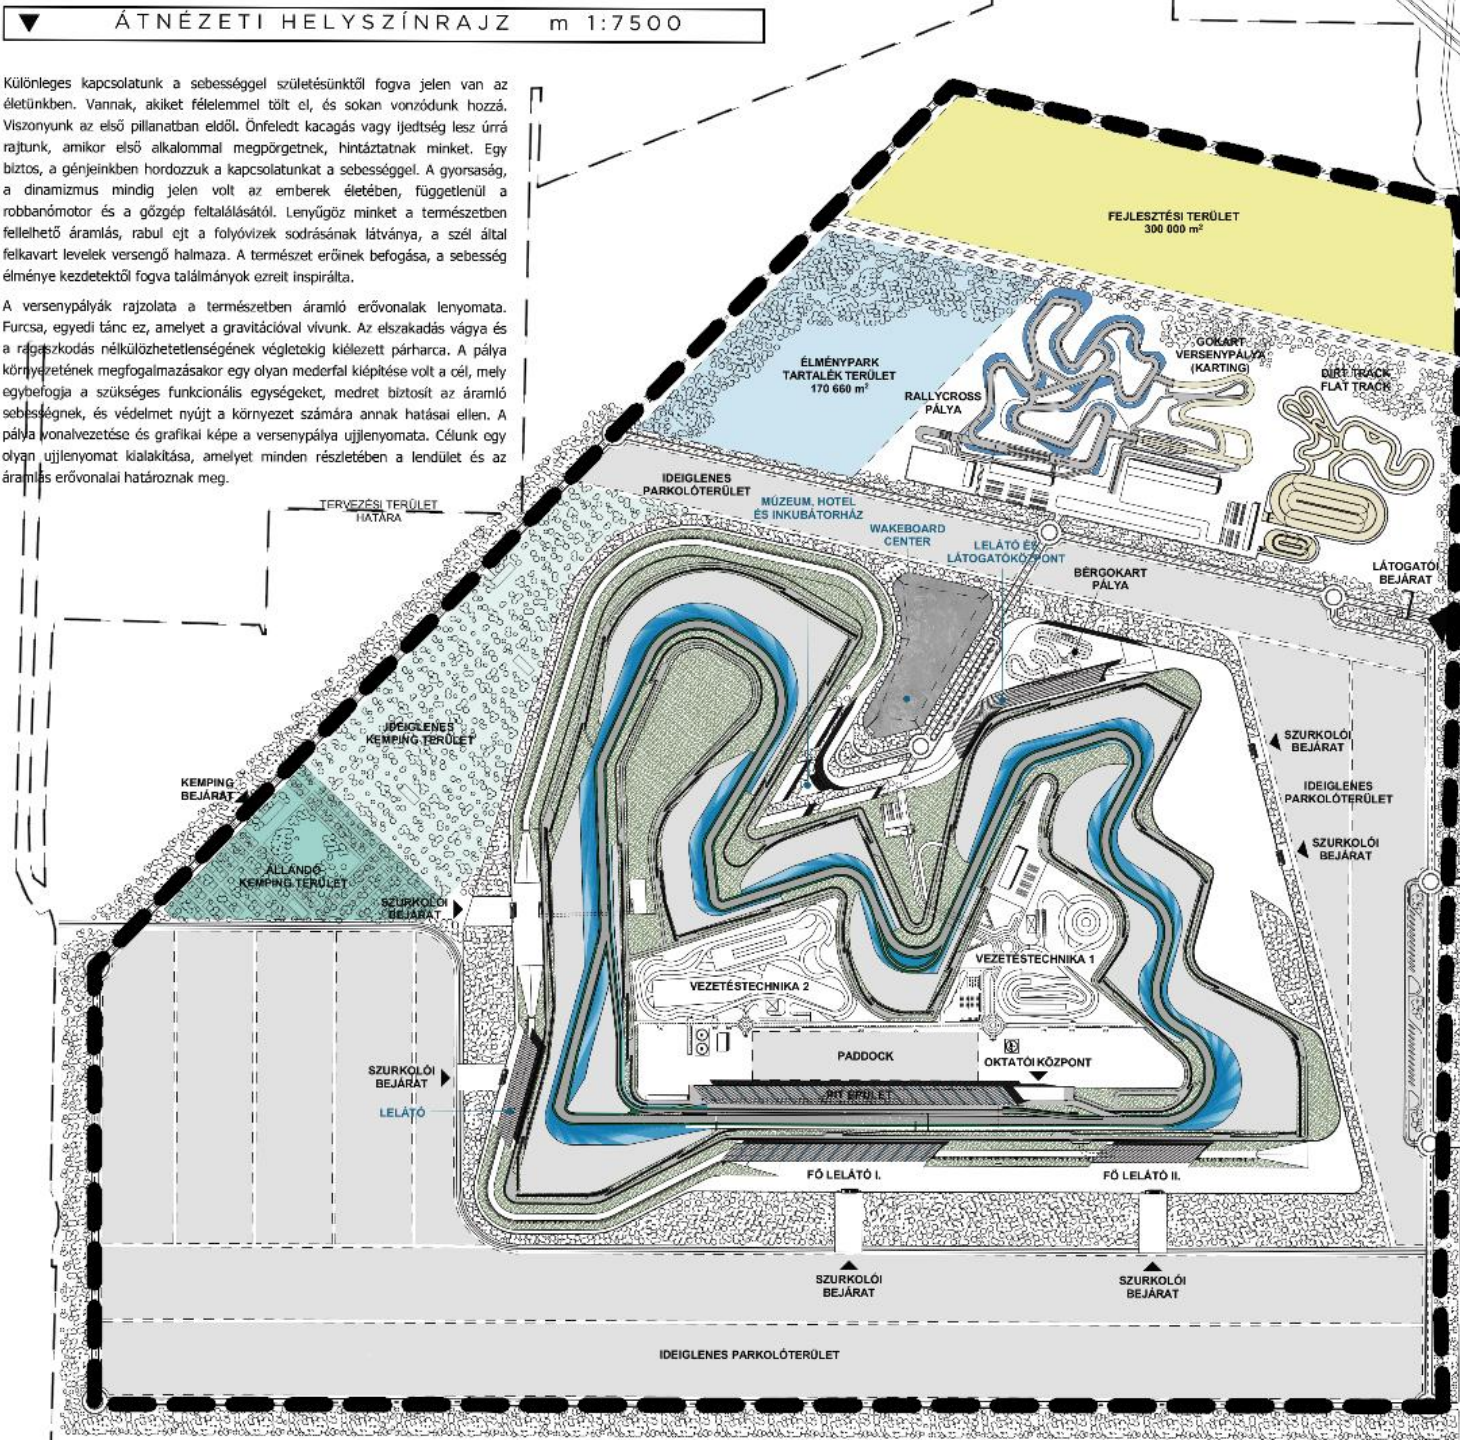 ÁTNÉZETI HELYSZÍNRAJZ m 1:7500
Különleges kapcsolatunk a sebességgel születésünktől fogva jelen van az
életünkben. Vannak, akiket félelemmel tölt el, és sokan vonzódunk hozzá.
Viszonyunk az első pillanatban eldől. Önfeledt kacagás vagy ijedtség lesz úrrá
rajtunk, amikor első alkalommal megpörgetnek, hintáztatnak minket. Egy
biztos, a génjeinkben hordozzuk a kapcsolatunkat a sebességgel. A gyorsaság,
a dinamizmus mindig jelen volt az emberek életében, függetlenül a
robbanómotor és a gőzgép feltalálásától. Lenyűgöz minket a természetben
fellelhető áramlás, rabul ejt a folyóvizek sodrásának látványa, a szél által
felkavart levelek versengő halmaza. A természet erőinek befogása, a sebesség
élménye kezdetektől fogva találmányok ezreit inspirálta.
A versenypályák rajzolata a természetben áramló erővonalak lenyomata.
Furcsa, egyedi tánc ez, amelyet a gravitációval vívunk. Az elszakadás vágya és
a ragaszkodás nélkülözhetetlenségének végletekig kiélezett párharca. A pálya
környezetének megfogalmazásakor egy olyan mederfal kiépítése volt a cél, mely
egybefogja a szükséges funkcionális egységeket, medret biztosít az áramló
sebességnek, és védelmet nyújt a környezet számára annak hatásai ellen. A
pálya vonalvezetése és grafikai képe a versenypálya ujjlenyomata. Célunk egy
olyan ujjlenyomat kialakítása, amelyet minden részletében a lendület és az
áramlás erővonalai határoznak meg.
TERVEZÉSI TERÜLET
HATÁRA
FEJLESZTÉSI TERÜLET
300 000 m²
ÉLMÉNYPARK
TARTALÉK TERÜLET
170 660 m²
GOKART
VERSENYPÁLYA
(KARTING)
DIRT TRACK
FLAT TRACK
RALLYCROSS
PÁLYA
IDEIGLENES
PARKOLÓTERÜLET
MÚZEUM, HOTEL
ÉS INKUBÁTORHÁZ
WAKEBOARD
CENTER
LELÁTÓ ÉS
LÁTOGATÓKÖZPONT
BÉRGOKART
PÁLYA
LÁTOGATÓI
BEJÁRAT
IDEIGLENES
KEMPING TERÜLET
KEMPING
BEJÁRAT
ÁLLANDÓ
KEMPING TERÜLET
SZURKOLÓI
BEJÁRAT
SZURKOLÓI
BEJÁRAT
IDEIGLENES
PARKOLÓTERÜLET
SZURKOLÓI
BEJÁRAT
VEZETÉSTECHNIKA 1
VEZETÉSTECHNIKA 2
PADDOCK
OKTATÓI KÖZPONT
PIT ÉPÜLET
SZURKOLÓI
BEJÁRAT
LELÁTÓ
FŐ LELÁTÓ I.
FŐ LELÁTÓ II.
SZURKOLÓI
BEJÁRAT
SZURKOLÓI
BEJÁRAT
IDEIGLENES PARKOLÓTERÜLET